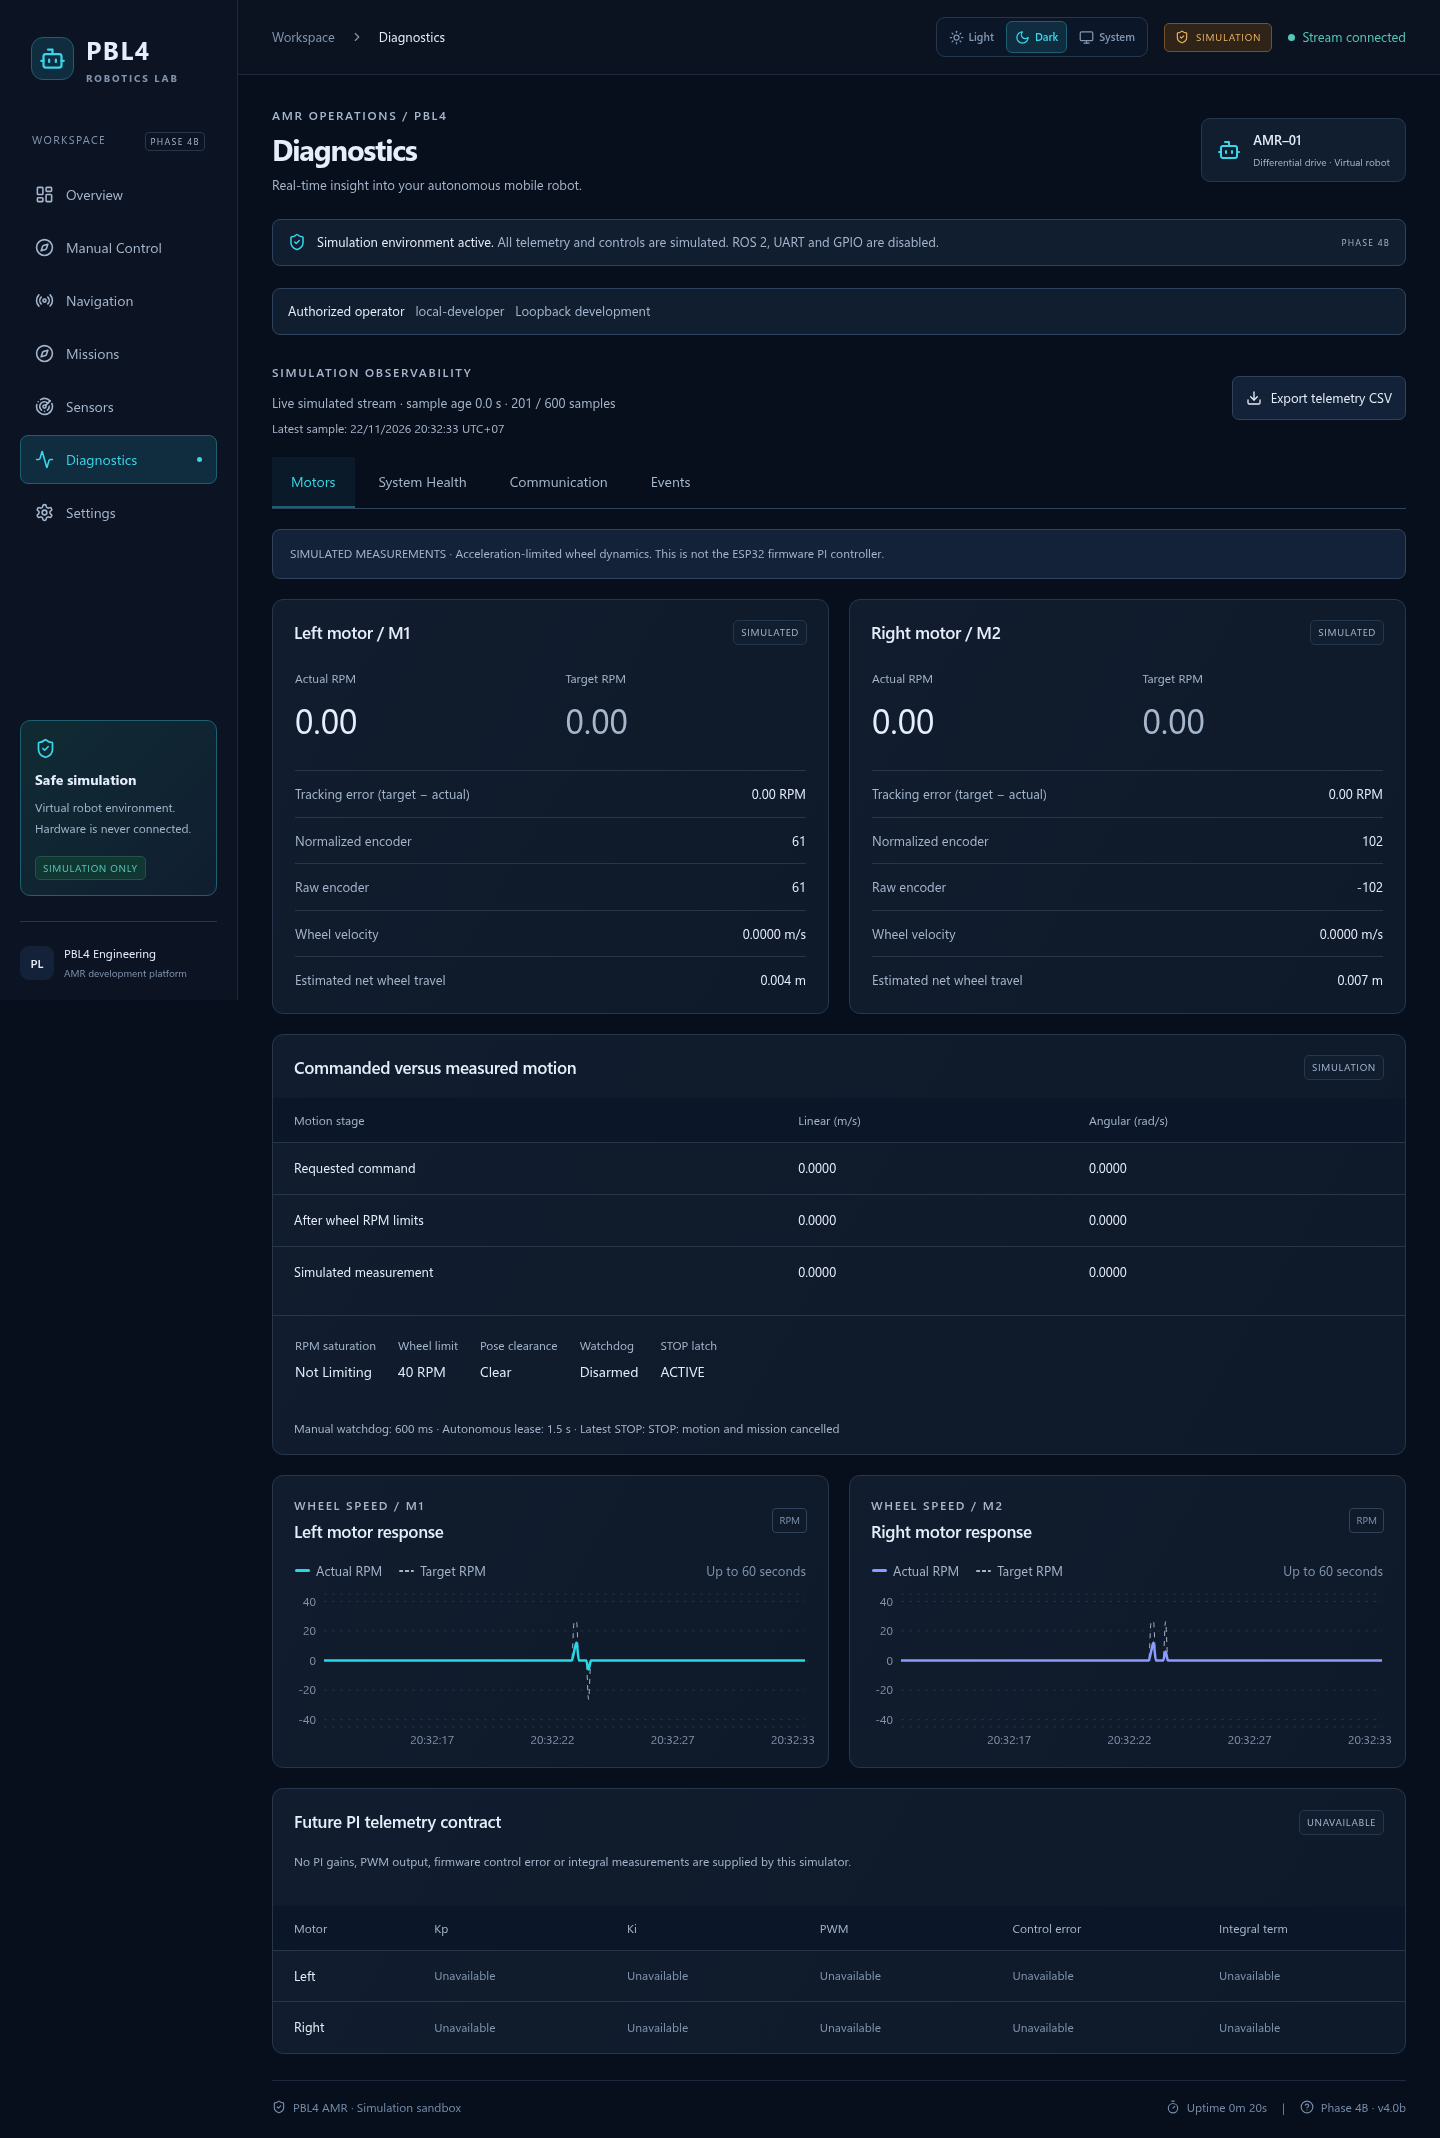 PBL4
ROBOTICS LAB
WORKSPACE PHASE 4B
Overview
Manual Control
Navigation
Missions
Sensors
Diagnostics
Settings
Safe simulation
Virtual robot environment.
Hardware is never connected.
SIMULATION ONLY
PL
PBL4 Engineering
AMR development platform
Workspace Diagnostics
Light Dark System
SIMULATION
Stream connected
AMR OPERATIONS / PBL4
Diagnostics
Real-time insight into your autonomous mobile robot.
AMR–01
Differential drive · Virtual robot
Simulation environment active. All telemetry and controls are simulated. ROS 2, UART and GPIO are disabled. PHASE 4B
Authorized operator local-developer Loopback development
SIMULATION OBSERVABILITY
Live simulated stream · sample age 0.0 s · 201 / 600 samples
Latest sample: 22/11/2026 20:32:33 UTC+07
Export telemetry CSV
Motors System Health Communication Events
SIMULATED MEASUREMENTS · Acceleration-limited wheel dynamics. This is not the ESP32 firmware PI controller.
Left motor / M1 SIMULATED
Actual RPM Target RPM
0.00 0.00
Tracking error (target − actual) 0.00 RPM
Normalized encoder 61
Raw encoder 61
Wheel velocity 0.0000 m/s
Estimated net wheel travel 0.004 m
Right motor / M2 SIMULATED
Actual RPM Target RPM
0.00 0.00
Tracking error (target − actual) 0.00 RPM
Normalized encoder 102
Raw encoder -102
Wheel velocity 0.0000 m/s
Estimated net wheel travel 0.007 m
Commanded versus measured motion SIMULATION
Motion stage Linear (m/s) Angular (rad/s)
Requested command 0.0000 0.0000
After wheel RPM limits 0.0000 0.0000
Simulated measurement 0.0000 0.0000
RPM saturation Wheel limit Pose clearance Watchdog STOP latch
Not Limiting 40 RPM Clear Disarmed ACTIVE
Manual watchdog: 600 ms · Autonomous lease: 1.5 s · Latest STOP: STOP: motion and mission cancelled
WHEEL SPEED / M1
Left motor response RPM
Actual RPM Target RPM Up to 60 seconds
40
20
0
-20
-40
20:32:17 20:32:22 20:32:27 20:32:33
WHEEL SPEED / M2
Right motor response RPM
Actual RPM Target RPM Up to 60 seconds
40
20
0
-20
-40
20:32:17 20:32:22 20:32:27 20:32:33
Future PI telemetry contract UNAVAILABLE
No PI gains, PWM output, firmware control error or integral measurements are supplied by this simulator.
Motor Kp Ki PWM Control error Integral term
Left Unavailable Unavailable Unavailable Unavailable Unavailable
Right Unavailable Unavailable Unavailable Unavailable Unavailable
PBL4 AMR · Simulation sandbox
Uptime 0m 20s | Phase 4B · v4.0b